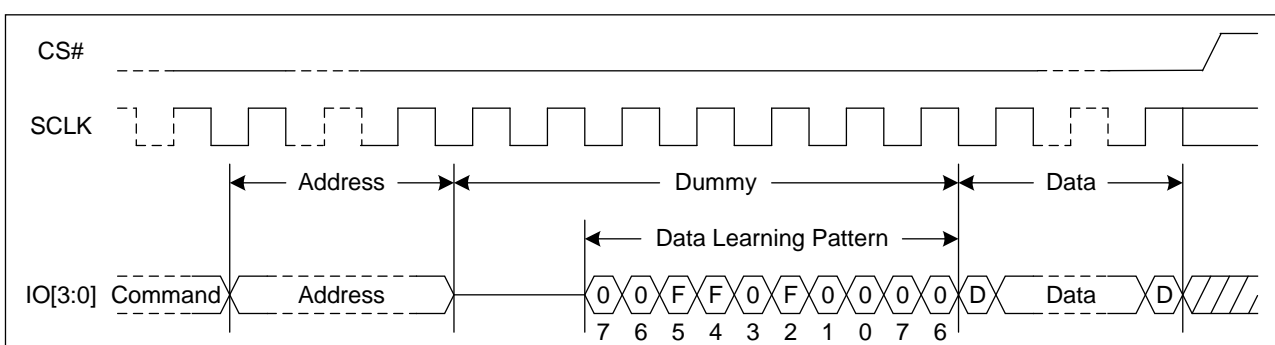 CS#
SCLK
Address Dummy Data
Data Learning Pattern
IO[3:0] Command Address 0 0 F F 0 F 0 0 0 0 D Data D
7 6 5 4 3 2 1 0 7 6